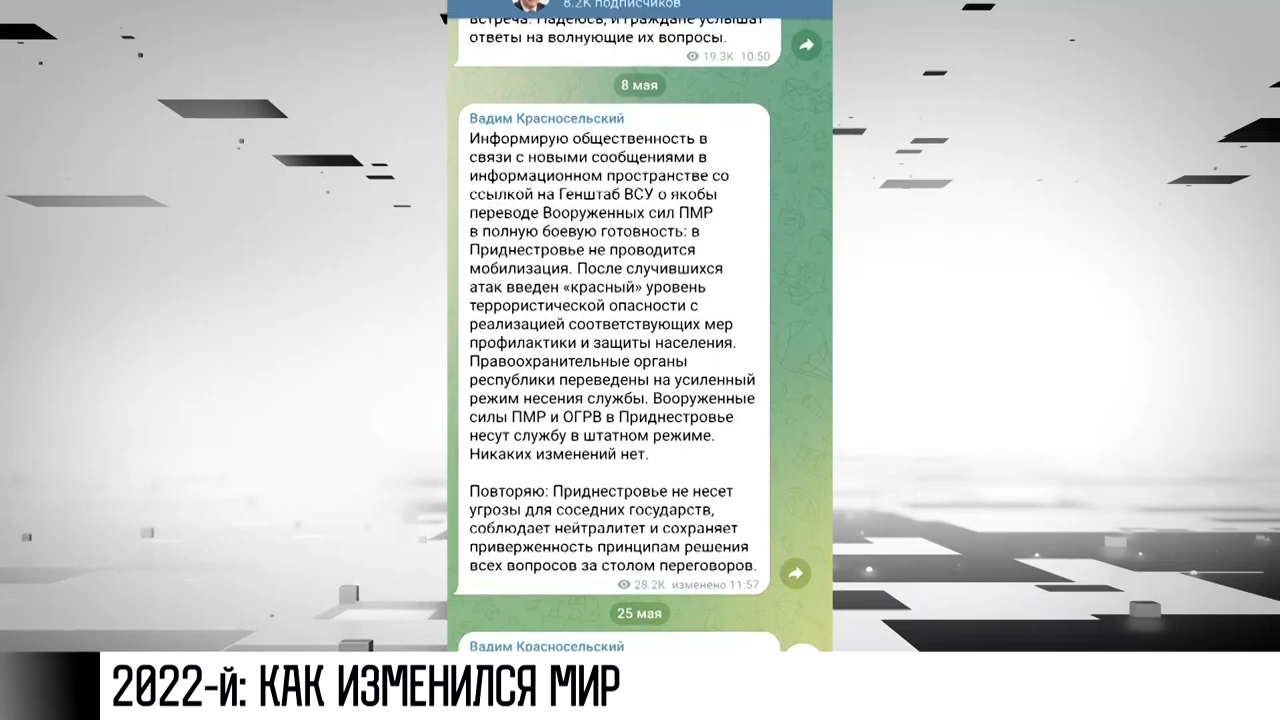 8.2K подписчиков
встреча. Надеюсь, и граждане услышат
ответы на волнующие их вопросы.
19.3K 10:50
8 мая
Вадим Красносельский
Информирую общественность в
связи с новыми сообщениями в
информационном пространстве со
ссылкой на Генштаб ВСУ о якобы
переводе Вооруженных сил ПМР
в полную боевую готовность: в
Приднестровье не проводится
мобилизация. После случившихся
атак введен «красный» уровень
террористической опасности с
реализацией соответствующих мер
профилактики и защиты населения.
Правоохранительные органы
республики переведены на усиленный
режим несения службы. Вооруженные
силы ПМР и ОГРВ в Приднестровье
несут службу в штатном режиме.
Никаких изменений нет.
Повторяю: Приднестровье не несет
угрозы для соседних государств,
соблюдает нейтралитет и сохраняет
приверженность принципам решения
всех вопросов за столом переговоров.
28.2K изменено 11:57
25 мая
Вадим Красносельский
2022-й: КАК ИЗМЕНИЛСЯ МИР